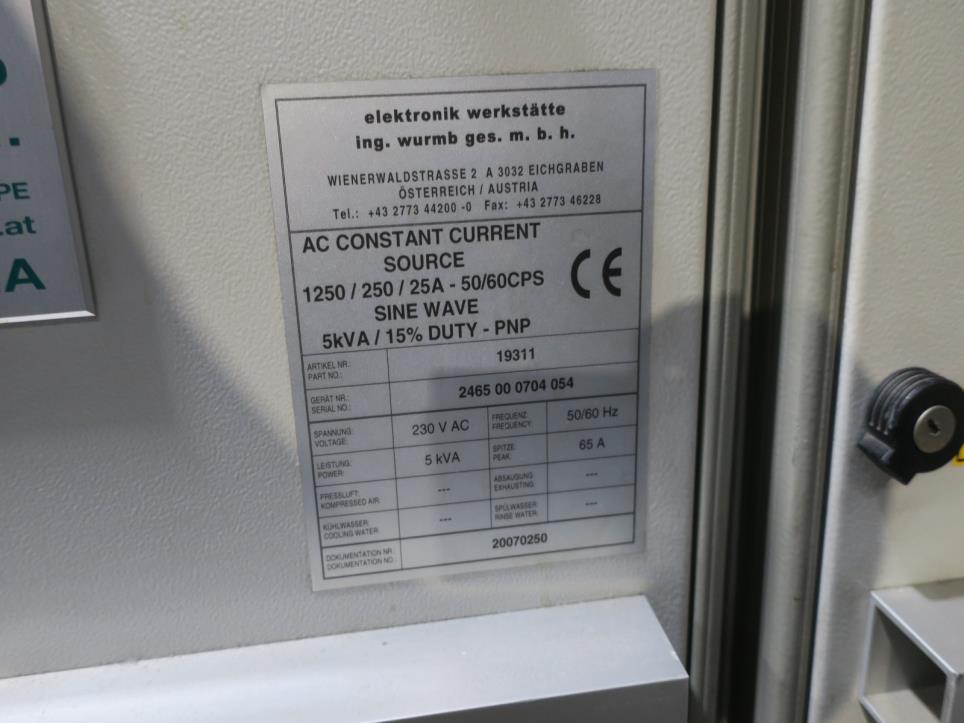 PE
.at
A
elektronik werkstätte
ing. wurmb ges. m. b. h.
WIENERWALDSTRASSE 2 A 3032 EICHGRABEN
ÖSTERREICH / AUSTRIA
Tel.: +43 2773 44200 -0 Fax: +43 2773 46228
AC CONSTANT CURRENT
SOURCE
1250 / 250 / 25A - 50/60CPS
SINE WAVE
5kVA / 15% DUTY - PNP
CE
ARTIKEL NR.: 19311
PART NO.:
GERÄT NR.: 2465 00 0704 054
SERIAL NO.:
SPANNUNG: 230 V AC FREQUENZ: 50/60 Hz
VOLTAGE: FREQUENCY:
LEISTUNG: 5 kVA SPITZE: 65 A
POWER: PEAK:
PRESSLUFT: --- ABSAUGUNG: ---
KOMPRESSED AIR: EXHAUSTING:
KÜHLWASSER: --- SPÜLWASSER: ---
COOLING WATER: RINSE WATER:
DOKUMENTATION NR.: 20070250
DOKUMENTATION NO.: